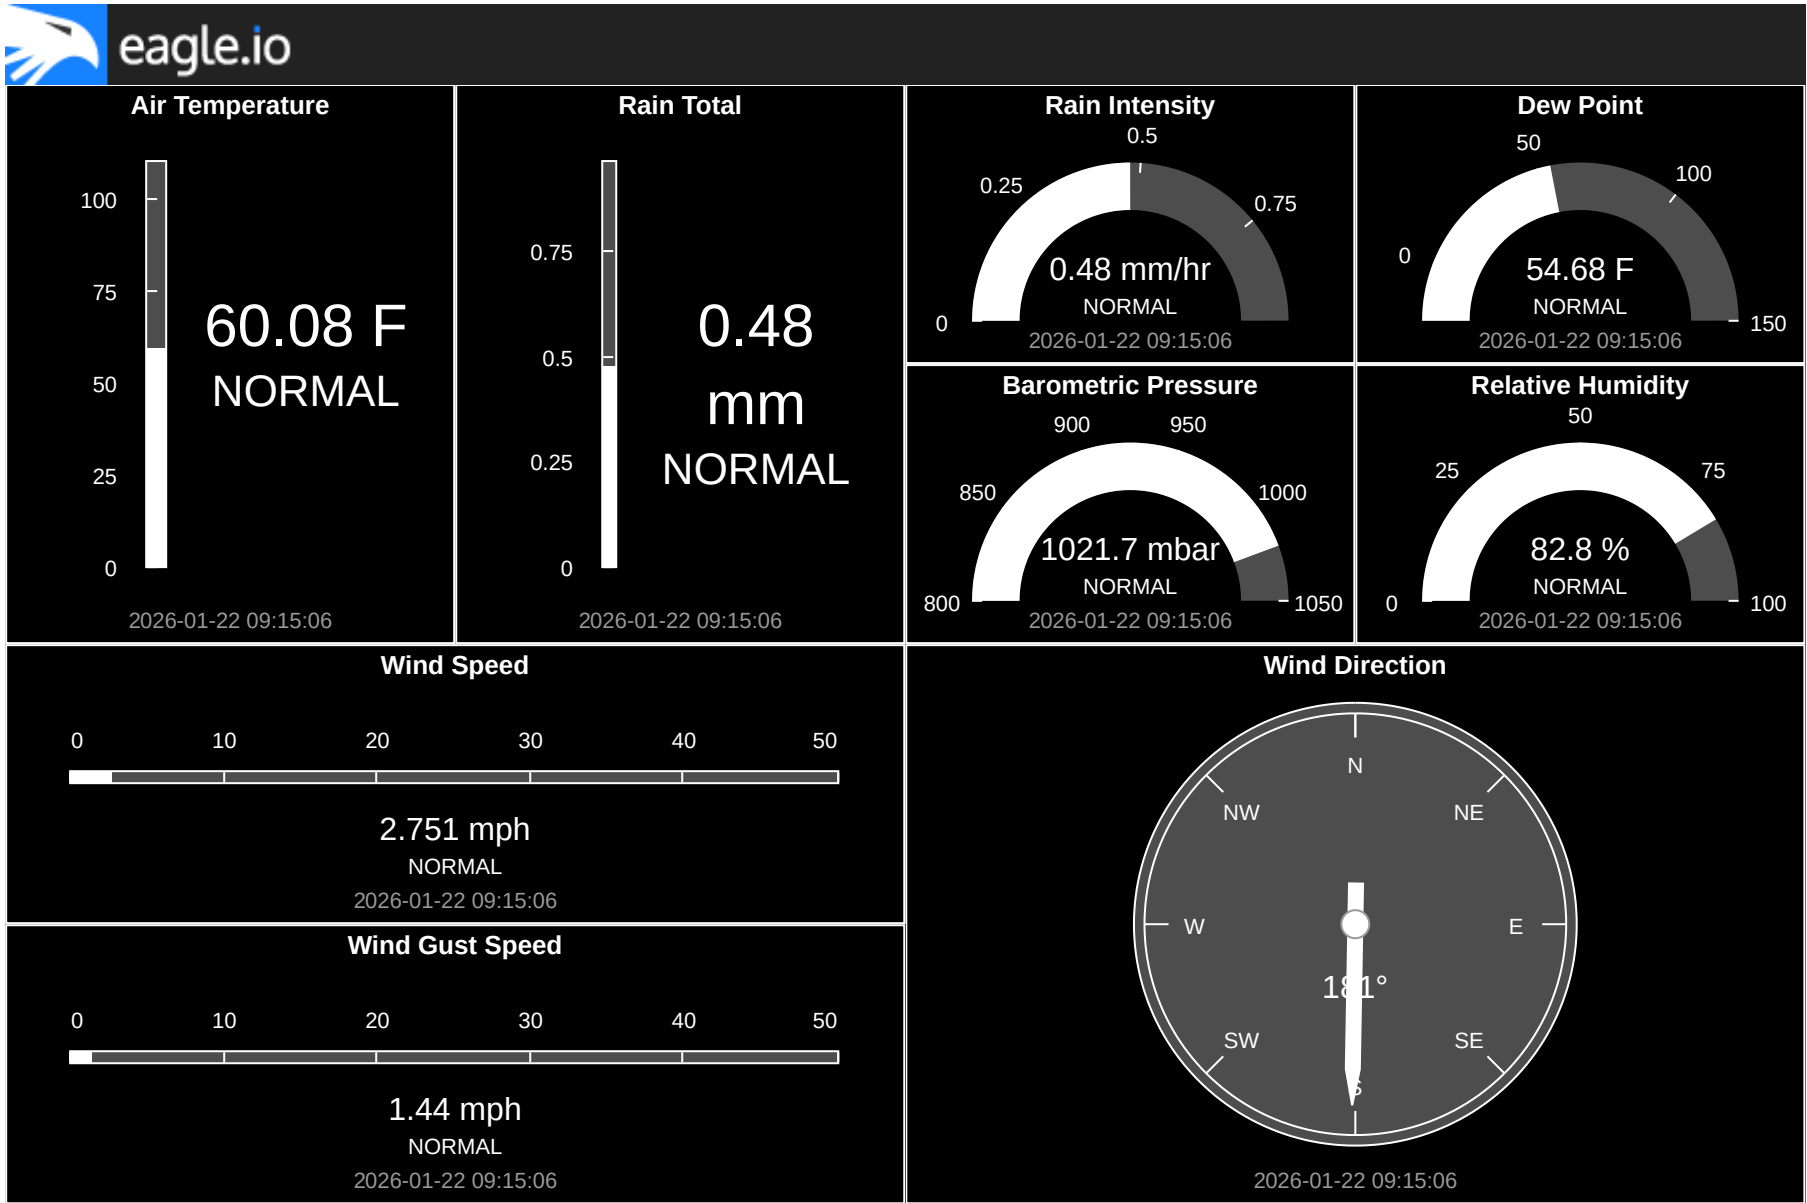 eagle.io
Air Temperature
100
75
50
25
0
60.08 F
NORMAL
2026-01-22 09:15:06
Rain Total
0.75
0.5
0.25
0
0.48
mm
NORMAL
2026-01-22 09:15:06
Rain Intensity
0
0.25
0.5
0.75
0.48 mm/hr
NORMAL
2026-01-22 09:15:06
Dew Point
0
50
100
150
54.68 F
NORMAL
2026-01-22 09:15:06
Barometric Pressure
800
850
900
950
1000
1050
1021.7 mbar
NORMAL
2026-01-22 09:15:06
Relative Humidity
0
25
50
75
100
82.8 %
NORMAL
2026-01-22 09:15:06
Wind Speed
0 10 20 30 40 50
2.751 mph
NORMAL
2026-01-22 09:15:06
Wind Gust Speed
0 10 20 30 40 50
1.44 mph
NORMAL
2026-01-22 09:15:06
Wind Direction
N
NW NE
W E
181°
SW SE
S
2026-01-22 09:15:06